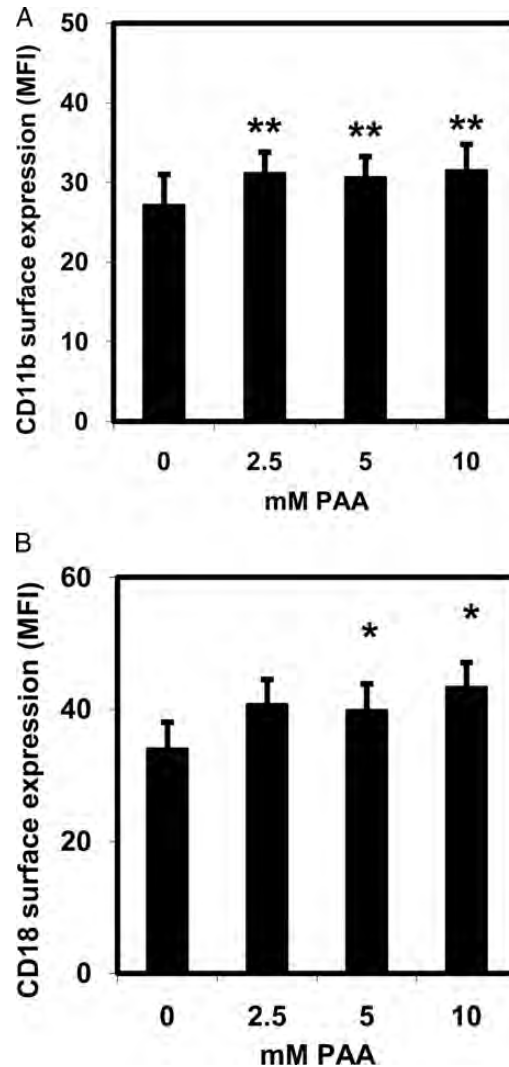 A
CD11b surface expression (MFI)
50
40
30
20
10
0
** ** **
0 2.5 5 10
mM PAA
B
CD18 surface expression (MFI)
60
40
20
0
* *
0 2.5 5 10
mM PAA